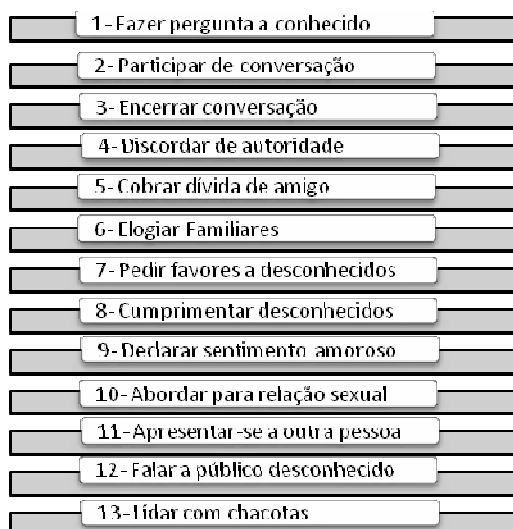 1-Fazer pergunta a conhecido
2- Participar de conversação
3- Encerrar conversação
4- Discordar de autoridade
5- Cobrar dívida de amigo
6- Elogiar Familiares
7- Pedir favores a desconhecidos
8- Cumprimentar desconhecidos
9- Declarar sentimento amoroso
10- Abordar para relação sexual
11-Apresentar-se a outra pessoa
12- Falar a público desconhecido
13-Lidar com chacotas